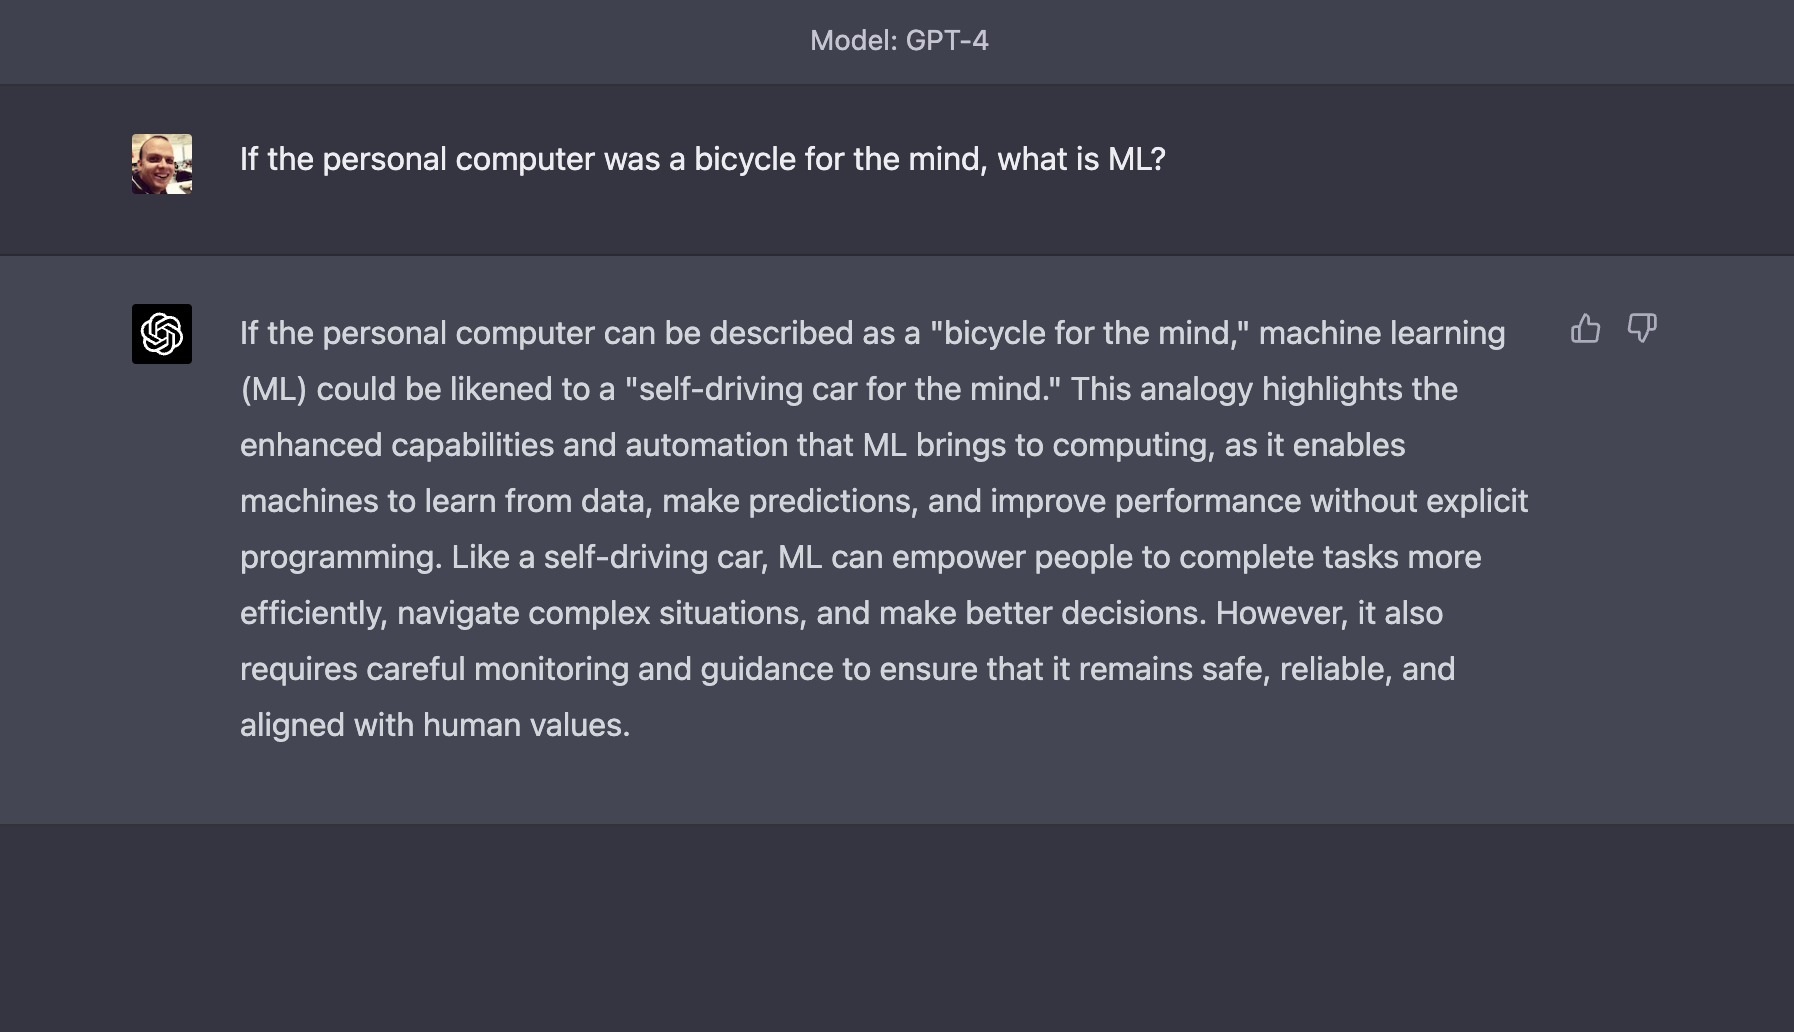 Model: GPT-4
If the personal computer was a bicycle for the mind, what is ML?
If the personal computer can be described as a "bicycle for the mind," machine learning
(ML) could be likened to a "self-driving car for the mind." This analogy highlights the
enhanced capabilities and automation that ML brings to computing, as it enables
machines to learn from data, make predictions, and improve performance without explicit
programming. Like a self-driving car, ML can empower people to complete tasks more
efficiently, navigate complex situations, and make better decisions. However, it also
requires careful monitoring and guidance to ensure that it remains safe, reliable, and
aligned with human values.